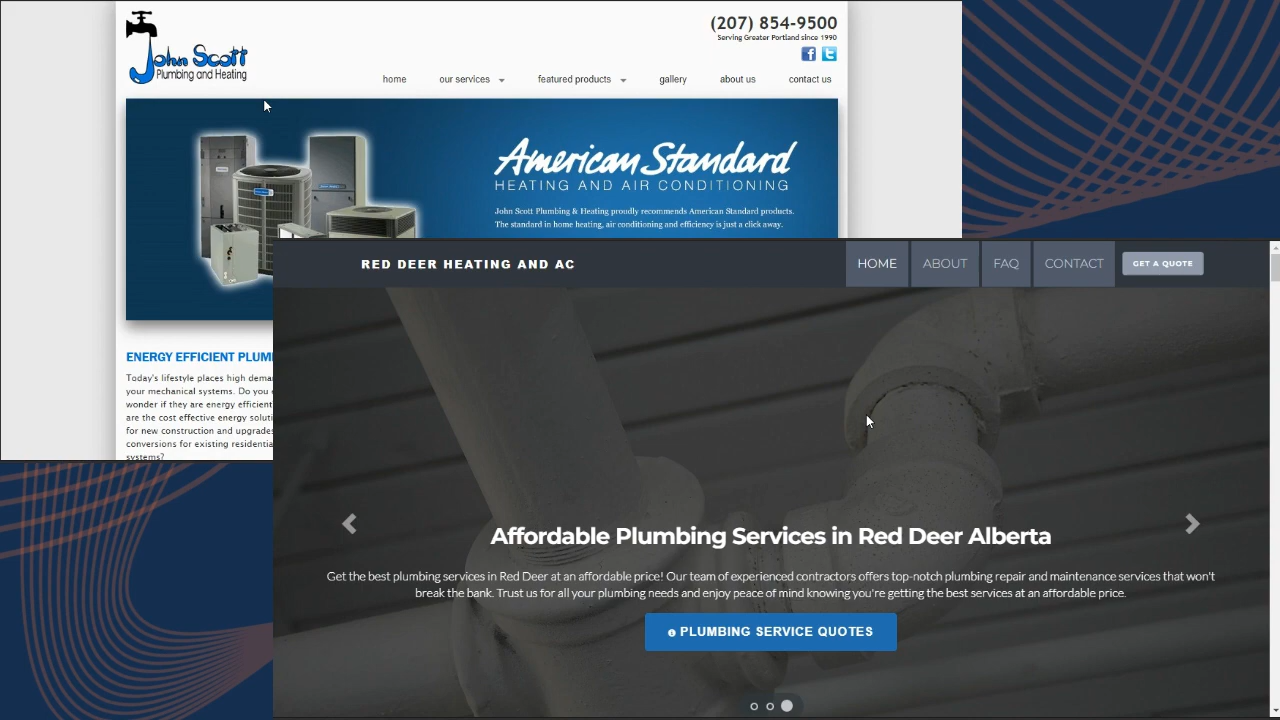 John Scott
Plumbing and Heating
(207) 854-9500
Serving Greater Portland since 1990
home our services featured products gallery about us contact us
American Standard
HEATING AND AIR CONDITIONING
John Scott Plumbing & Heating proudly recommends American Standard products.
The standard in home heating, air conditioning and efficiency is just a click away.
ENERGY EFFICIENT PLUM
Today's lifestyle places high dema
your mechanical systems. Do you
wonder if they are energy efficient
are the cost effective energy soluti
for new construction and upgrades
conversions for existing residentia
systems?
RED DEER HEATING AND AC
HOME ABOUT FAQ CONTACT GET A QUOTE
Affordable Plumbing Services in Red Deer Alberta
Get the best plumbing services in Red Deer at an affordable price! Our team of experienced contractors offers top-notch plumbing repair and maintenance services that won't
break the bank. Trust us for all your plumbing needs and enjoy peace of mind knowing you're getting the best services at an affordable price.
PLUMBING SERVICE QUOTES